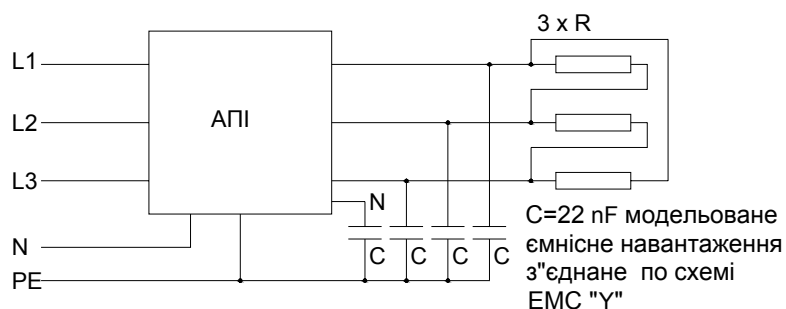 3 x R
L1
L2
АПІ
L3
N
N
PE
C
C
C
C
C=22 nF модельоване
ємнісне навантаження
з"єднане по схемі
ЕМС "Y"